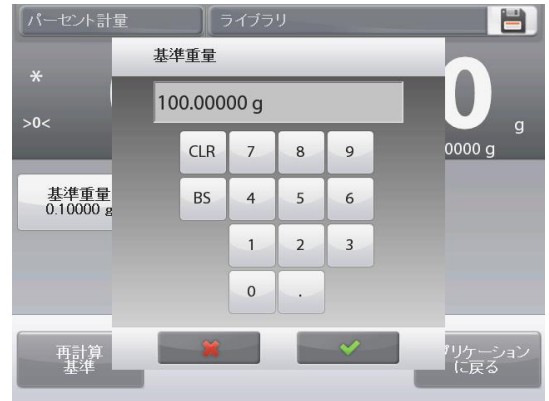 パーセント計量
ライブラリ
基準重量
*
100.00000 g
0
>0<
g
0000 g
CLR 7 8 9
基準重量
0.10000 g
BS 4 5 6
1 2 3
0 .
再計算
基準
プリケーション
に戻る